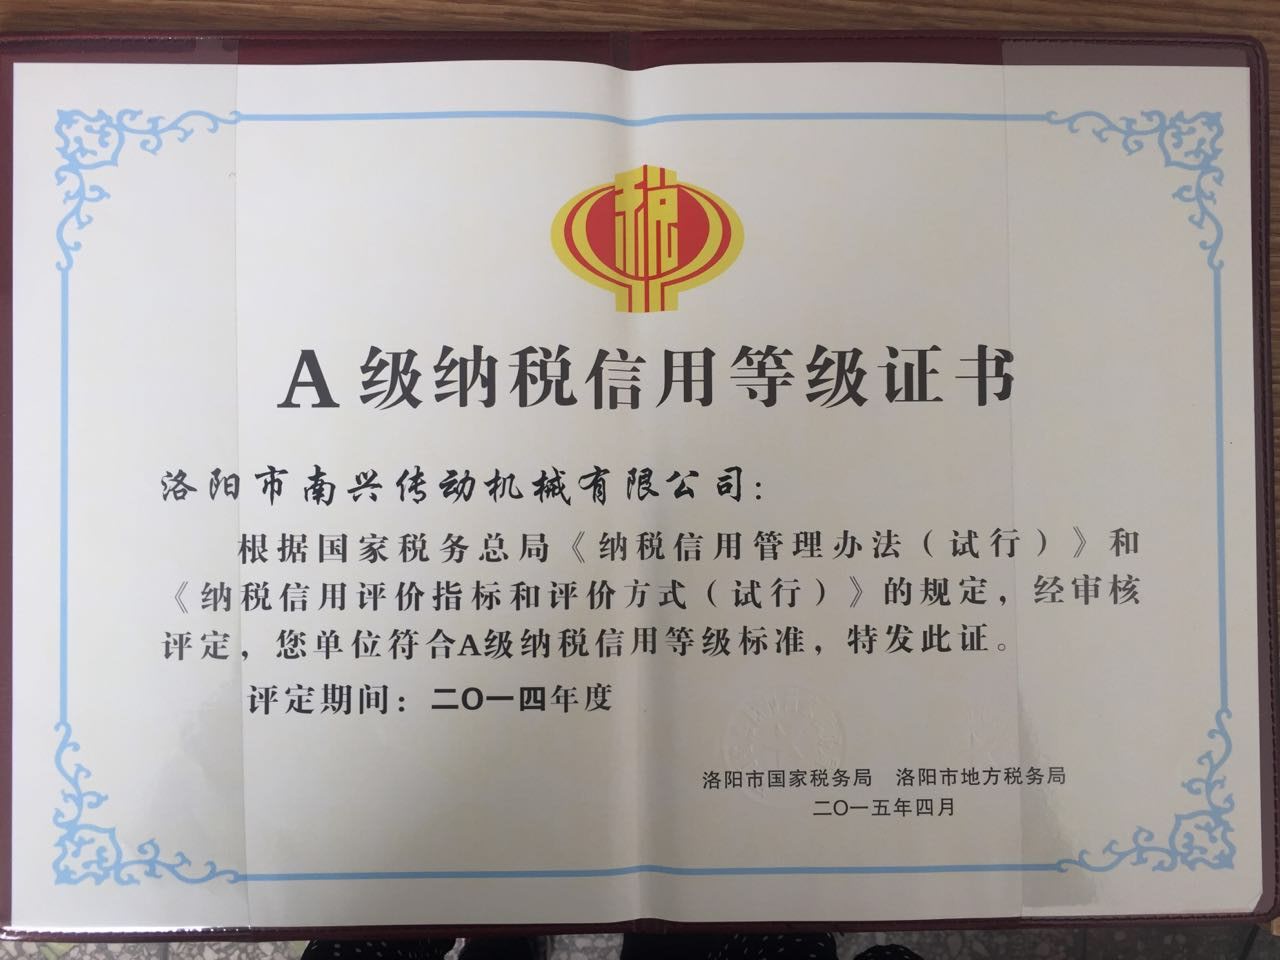 税
A级纳税信用等级证书
洛阳市南兴传动机械有限公司：
根据国家税务总局《纳税信用管理办法（试行）》和
《纳税信用评价指标和评价方式（试行）》的规定，经审核
评定，您单位符合A级纳税信用等级标准，特发此证。
评定期间：二〇一四年度
洛阳市国家税务局 洛阳市地方税务局
二〇一五年四月